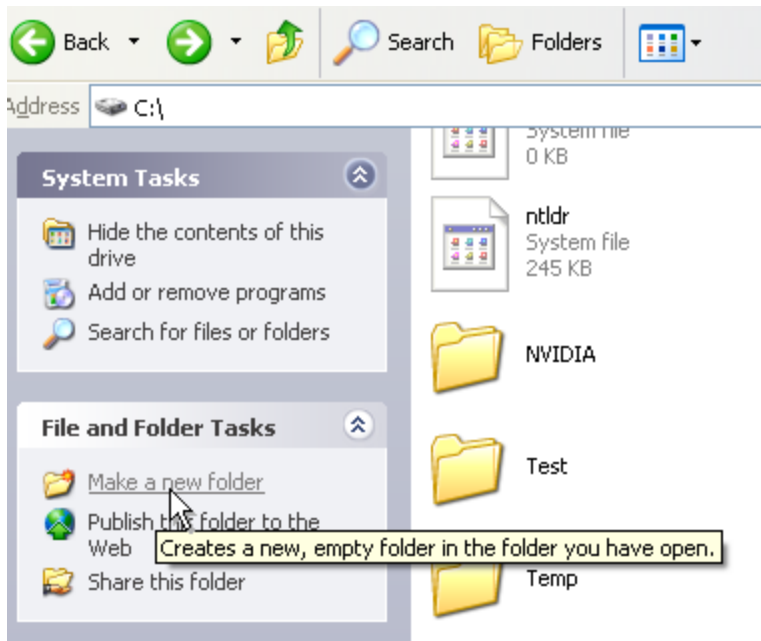 Back
Search
Folders
Address
C:\
System Tasks
Hide the contents of this
drive
Add or remove programs
Search for files or folders
File and Folder Tasks
Make a new folder
Publish this folder to the
Web
Creates a new, empty folder in the folder you have open.
Share this folder
System file
0 KB
ntldr
System file
245 KB
NVIDIA
Test
Temp